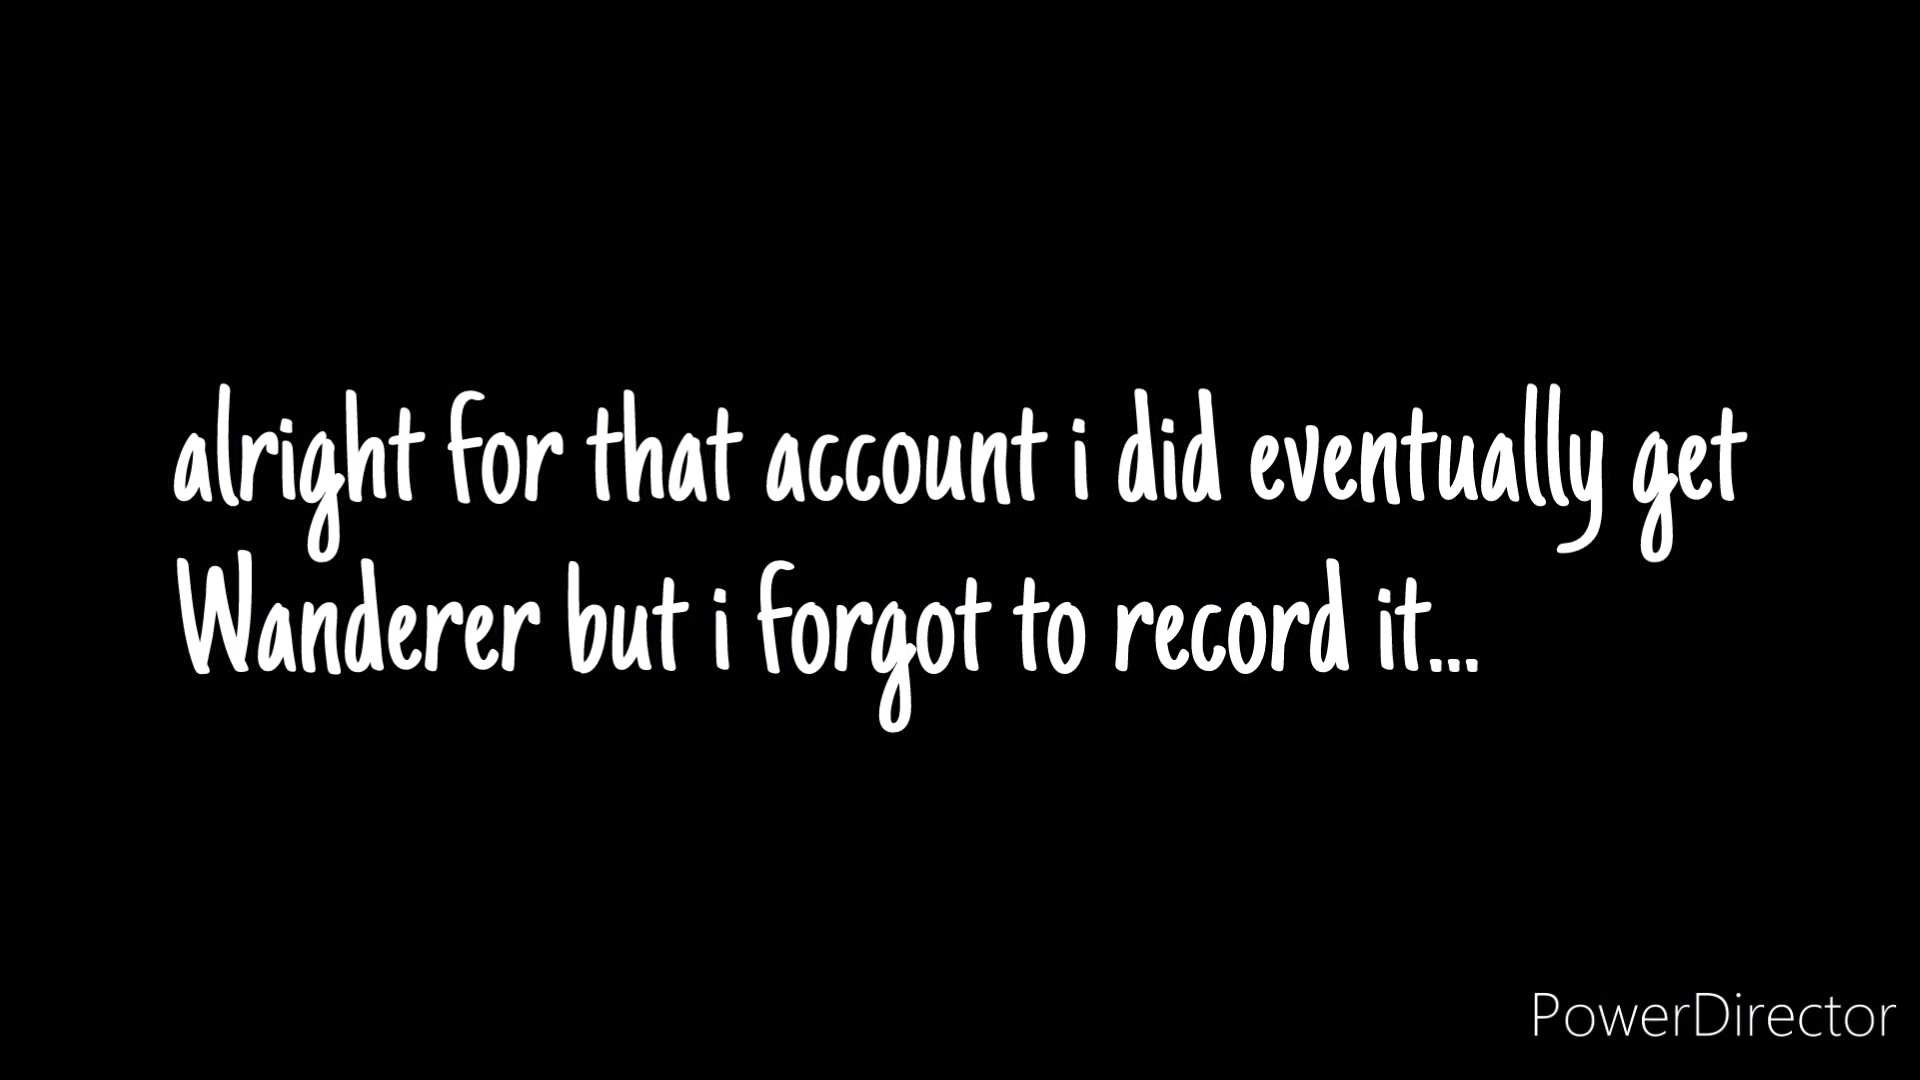 alright for that account i did eventually get
Wanderer but i forgot to record it...
PowerDirector